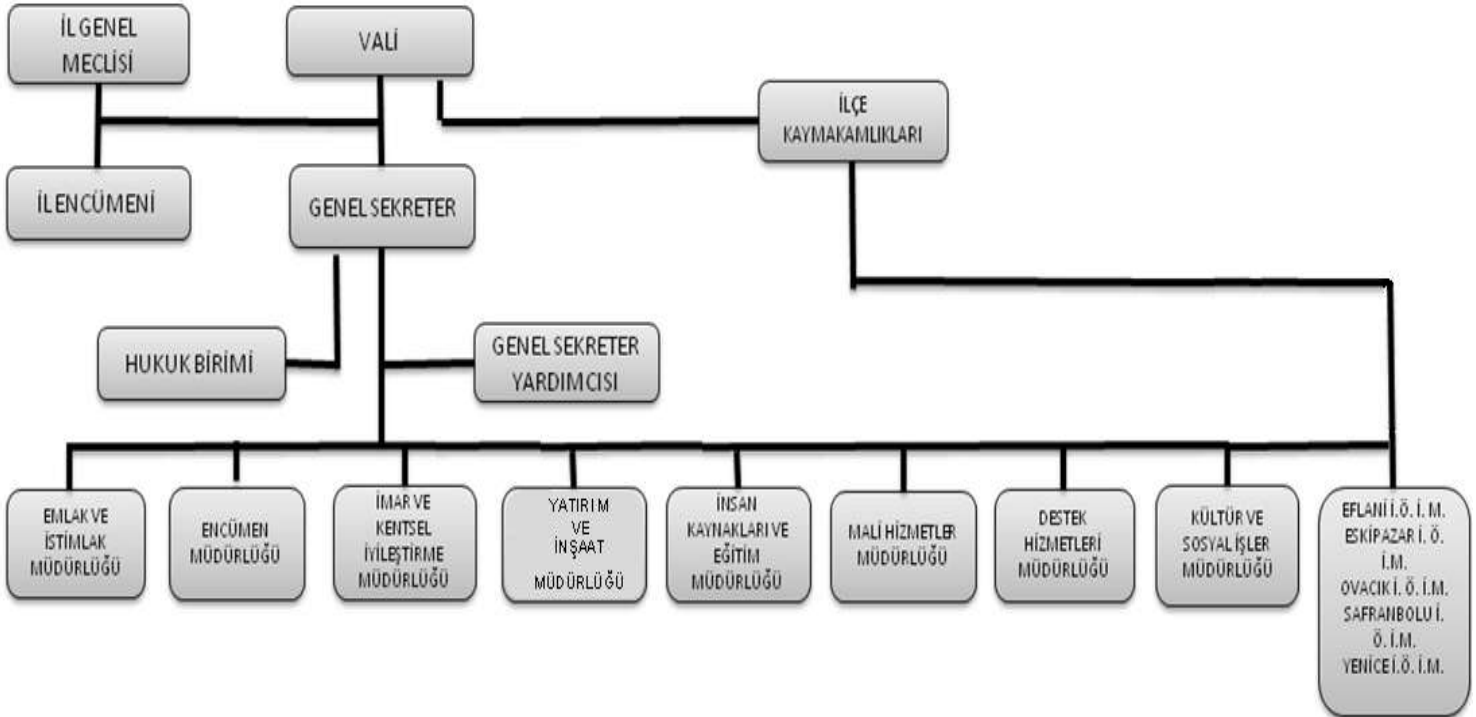 İL GENEL
MECLİSİ
VALİ
İLÇE
KAYMAKAMLIKLARI
İL ENCÜMENİ
GENEL SEKRETER
HUKUK BİRİMİ
GENEL SEKRETER
YARDIMCISI
EMLAK VE
İSTİMLAK
MÜDÜRLÜĞÜ
ENCÜMEN
MÜDÜRLÜĞÜ
İMAR VE
KENTSEL
İYİLEŞTİRME
MÜDÜRLÜĞÜ
YATIRIM
VE
İNŞAAT
MÜDÜRLÜĞÜ
İNSAN
KAYNAKLARI VE
EĞİTİM
MÜDÜRLÜĞÜ
MALİ HİZMETLER
MÜDÜRLÜĞÜ
DESTEK
HİZMETLERİ
MÜDÜRLÜĞÜ
KÜLTÜR VE
SOSYAL İŞLER
MÜDÜRLÜĞÜ
EFLANİ İ.Ö. İ. M.
ESKİPAZAR İ. Ö.
İ.M.
OVACIK İ. Ö. İ.M.
SAFRANBOLU İ.
Ö. İ.M.
YENİCE İ.Ö. İ.M.